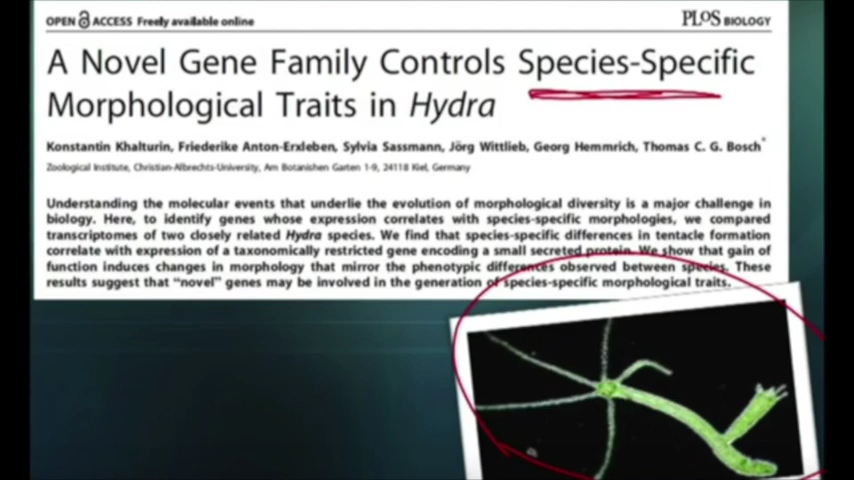 OPEN ACCESS Freely available online
PLoS BIOLOGY
A Novel Gene Family Controls Species-Specific
Morphological Traits in Hydra
Konstantin Khalturin, Friederike Anton-Erxleben, Sylvia Sassmann, Jörg Wittlieb, Georg Hemmrich, Thomas C. G. Bosch*
Zoological Institute, Christian-Albrechts-University, Am Botanishen Garten 1-9, 24118 Kiel, Germany
Understanding the molecular events that underlie the evolution of morphological diversity is a major challenge in
biology. Here, to identify genes whose expression correlates with species-specific morphologies, we compared
transcriptomes of two closely related Hydra species. We find that species-specific differences in tentacle formation
correlate with expression of a taxonomically restricted gene encoding a small secreted protein. We show that gain of
function induces changes in morphology that mirror the phenotypic differences observed between species. These
results suggest that “novel” genes may be involved in the generation of species-specific morphological traits.